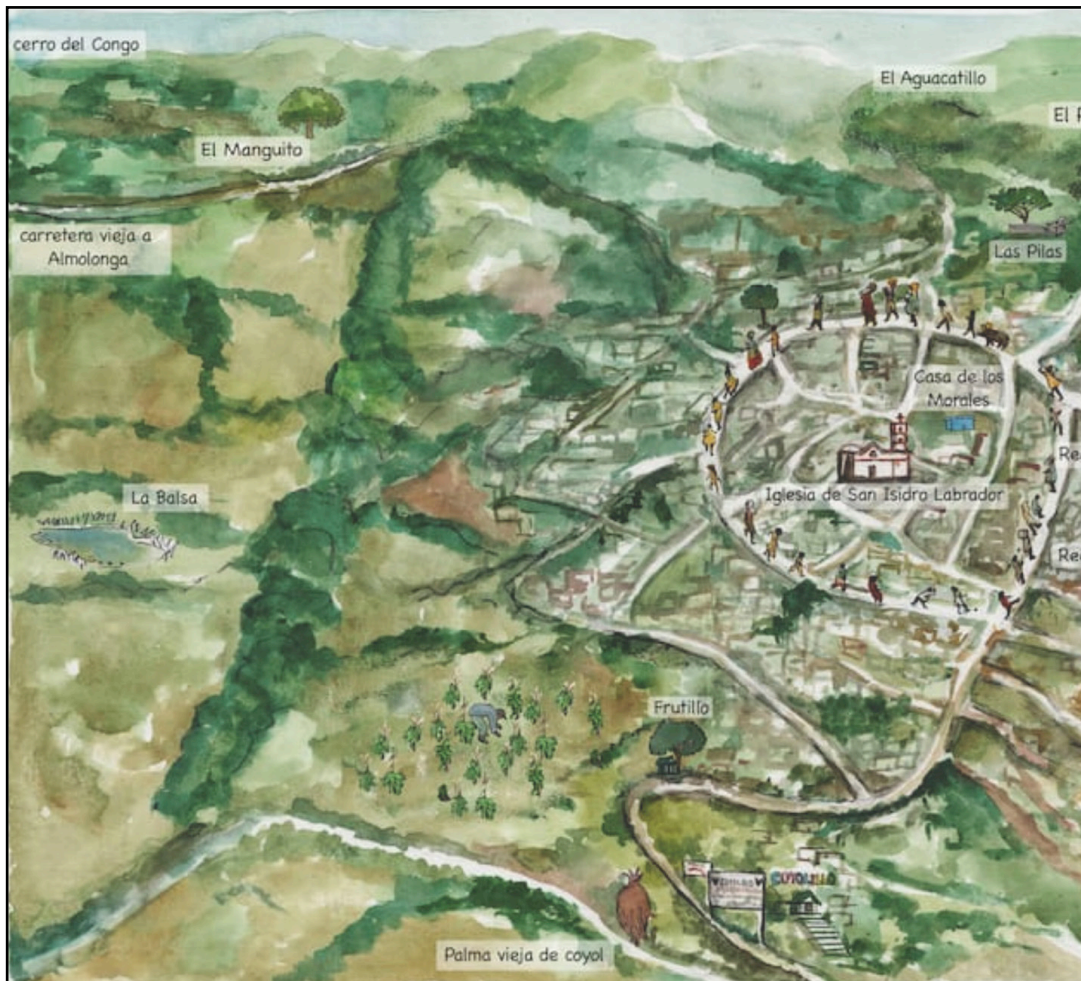 cerro del Congo
El Aguacatillo
El Manguito
Las Pilas
carretera vieja a
Almolonga
Casa de los
Morales
Iglesia de San Isidro Labrador
La Balsa
Frutillo
Palma vieja de coyol